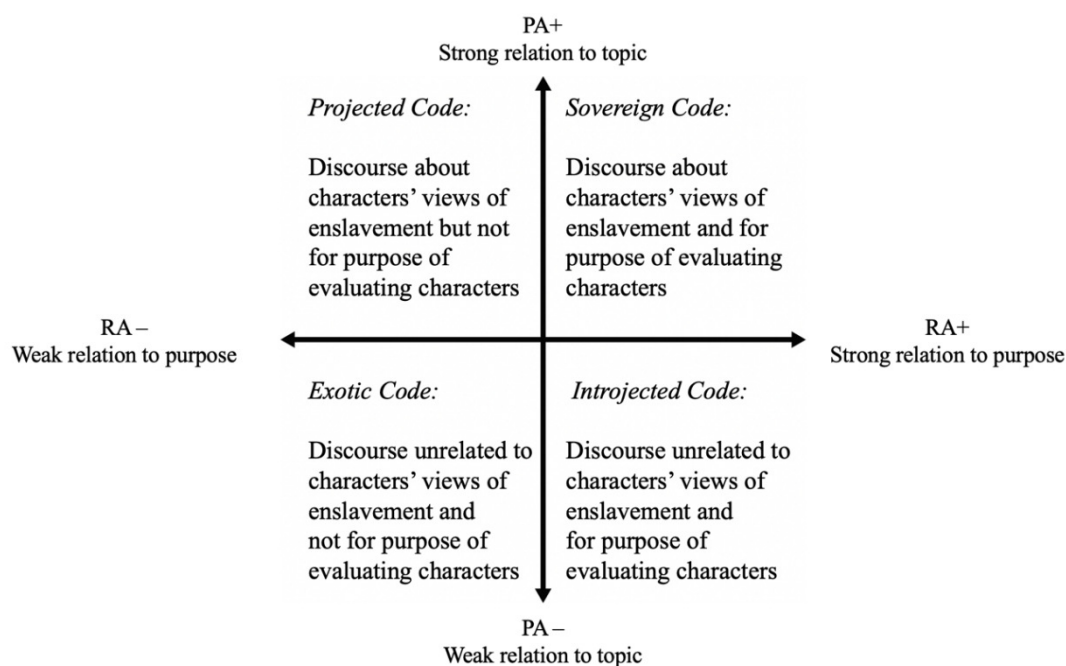 PA+
Strong relation to topic
Projected Code:
Discourse about
characters’ views of
enslavement but not
for purpose of
evaluating characters
Sovereign Code:
Discourse about
characters’ views of
enslavement and for
purpose of evaluating
characters
RA –
Weak relation to purpose
RA+
Strong relation to purpose
Exotic Code:
Discourse unrelated to
characters’ views of
enslavement and
not for purpose of
evaluating characters
Introjected Code:
Discourse unrelated to
characters’ views of
enslavement and
for purpose of
evaluating characters
PA –
Weak relation to topic